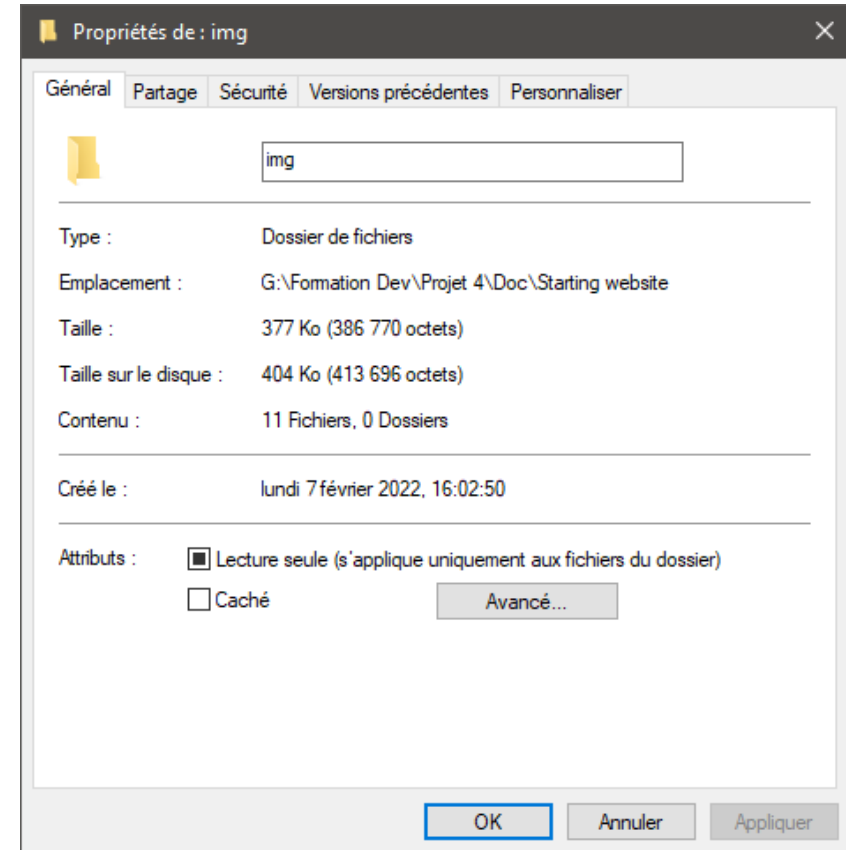 Propriétés de : img
Général Partage Sécurité Versions précédentes Personnaliser
img
Type : Dossier de fichiers
Emplacement : G:\Formation Dev\Projet 4\Doc\Starting website
Taille : 377 Ko (386 770 octets)
Taille sur le disque : 404 Ko (413 696 octets)
Contenu : 11 Fichiers, 0 Dossiers
Créé le : lundi 7 février 2022, 16:02:50
Attributs : Lecture seule (s'applique uniquement aux fichiers du dossier)
Caché Avancé...
OK Annuler Appliquer